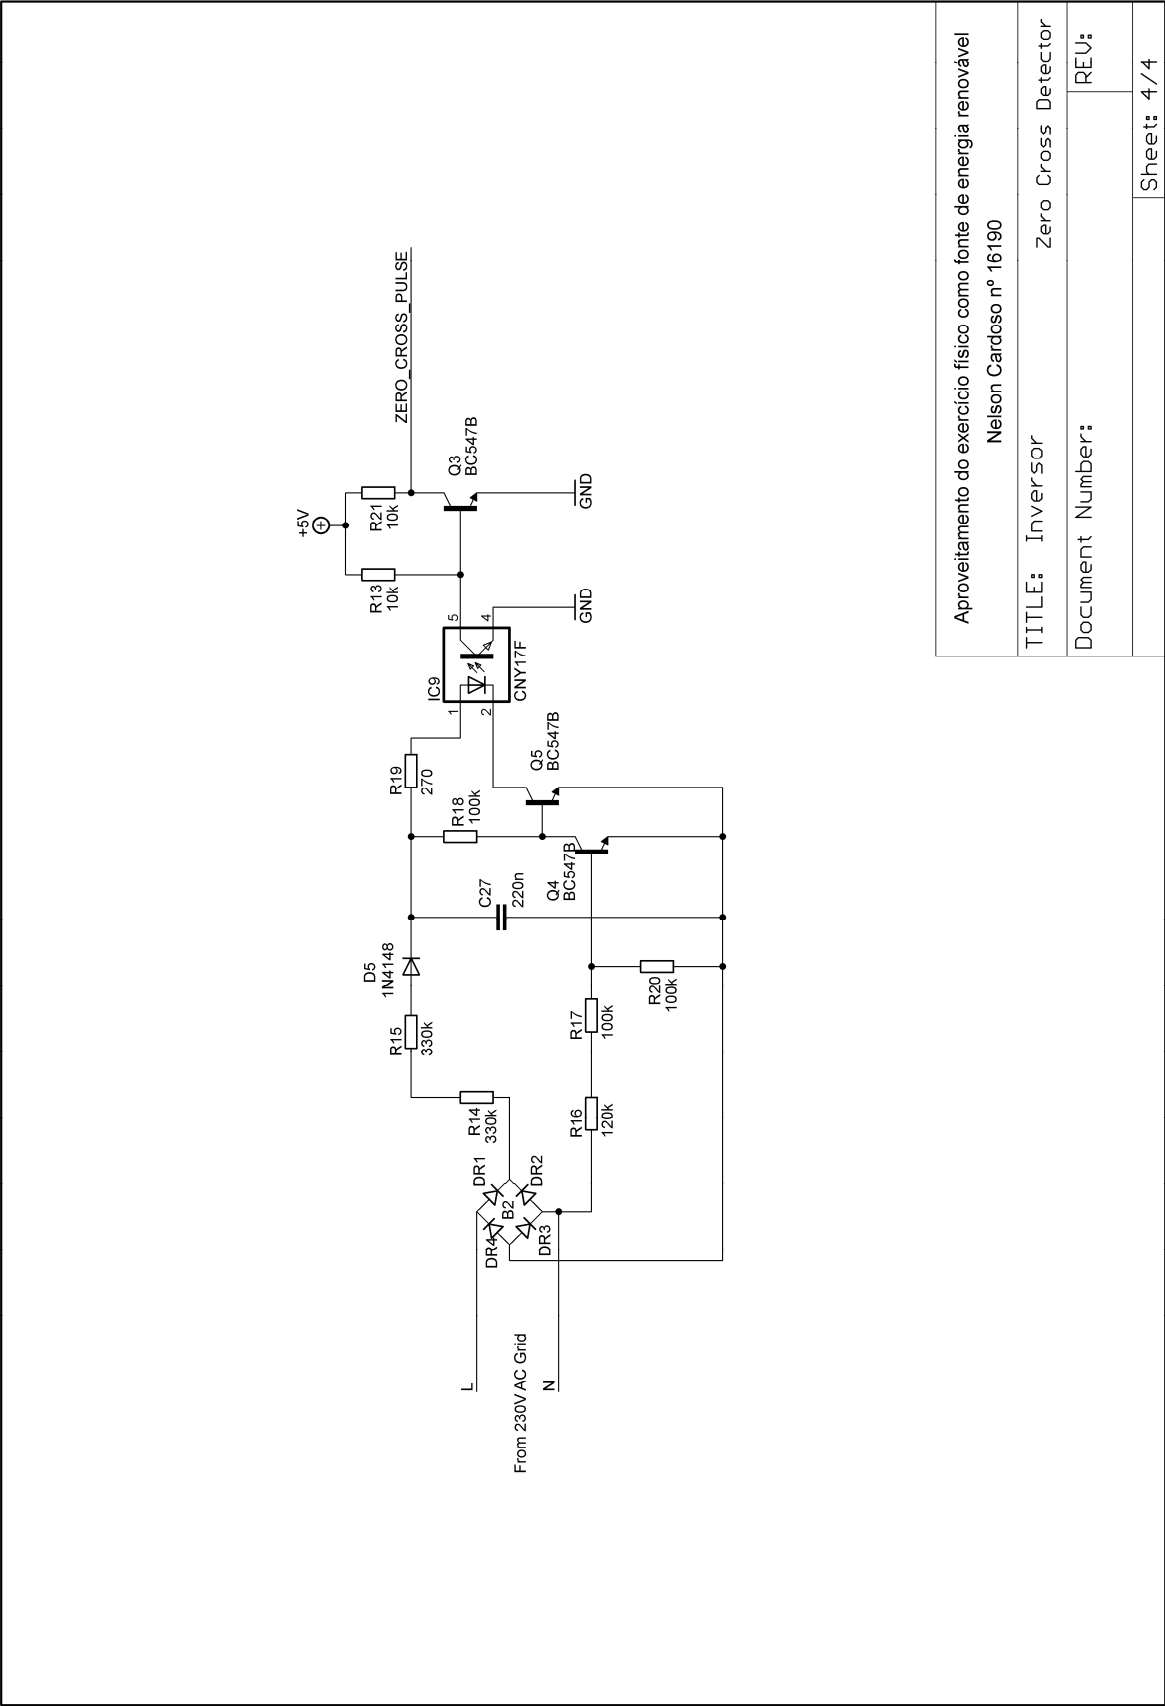 +5V
R13
10k
R21
10k
ZERO_CROSS_PULSE
Q3
BC547B
GND
GND
IC9
CNY17F
1
2
5
4
R19
270
R18
100k
Q5
BC547B
Q4
BC547B
C27
220n
D5
1N4148
R15
330k
R14
330k
R17
100k
R16
120k
R20
100k
DR1
DR2
DR4
DR3
B2
L
From 230V AC Grid
N
Aproveitamento do exercício físico como fonte de energia renovável
Nelson Cardoso nº 16190
TITLE: Inversor Zero Cross Detector
Document Number:
REV:
Sheet: 4/4